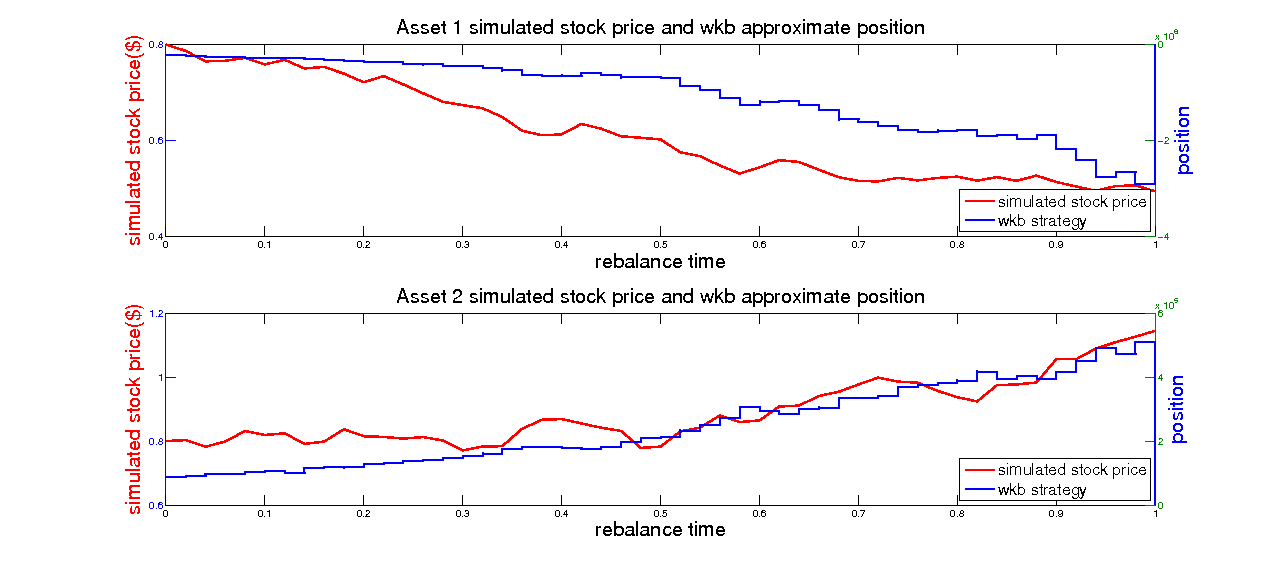 Asset 1 simulated stock price and wkb approximate position
simulated stock price($)
0.8
0.6
0.4
x 10
0
−2
−4
position
simulated stock price
wkb strategy
0 0.1 0.2 0.3 0.4 0.5 0.6 0.7 0.8 0.9 1
rebalance time
Asset 2 simulated stock price and wkb approximate position
simulated stock price($)
1.2
1
0.8
0.6
x 10
6
4
2
0
position
simulated stock price
wkb strategy
0 0.1 0.2 0.3 0.4 0.5 0.6 0.7 0.8 0.9 1
rebalance time